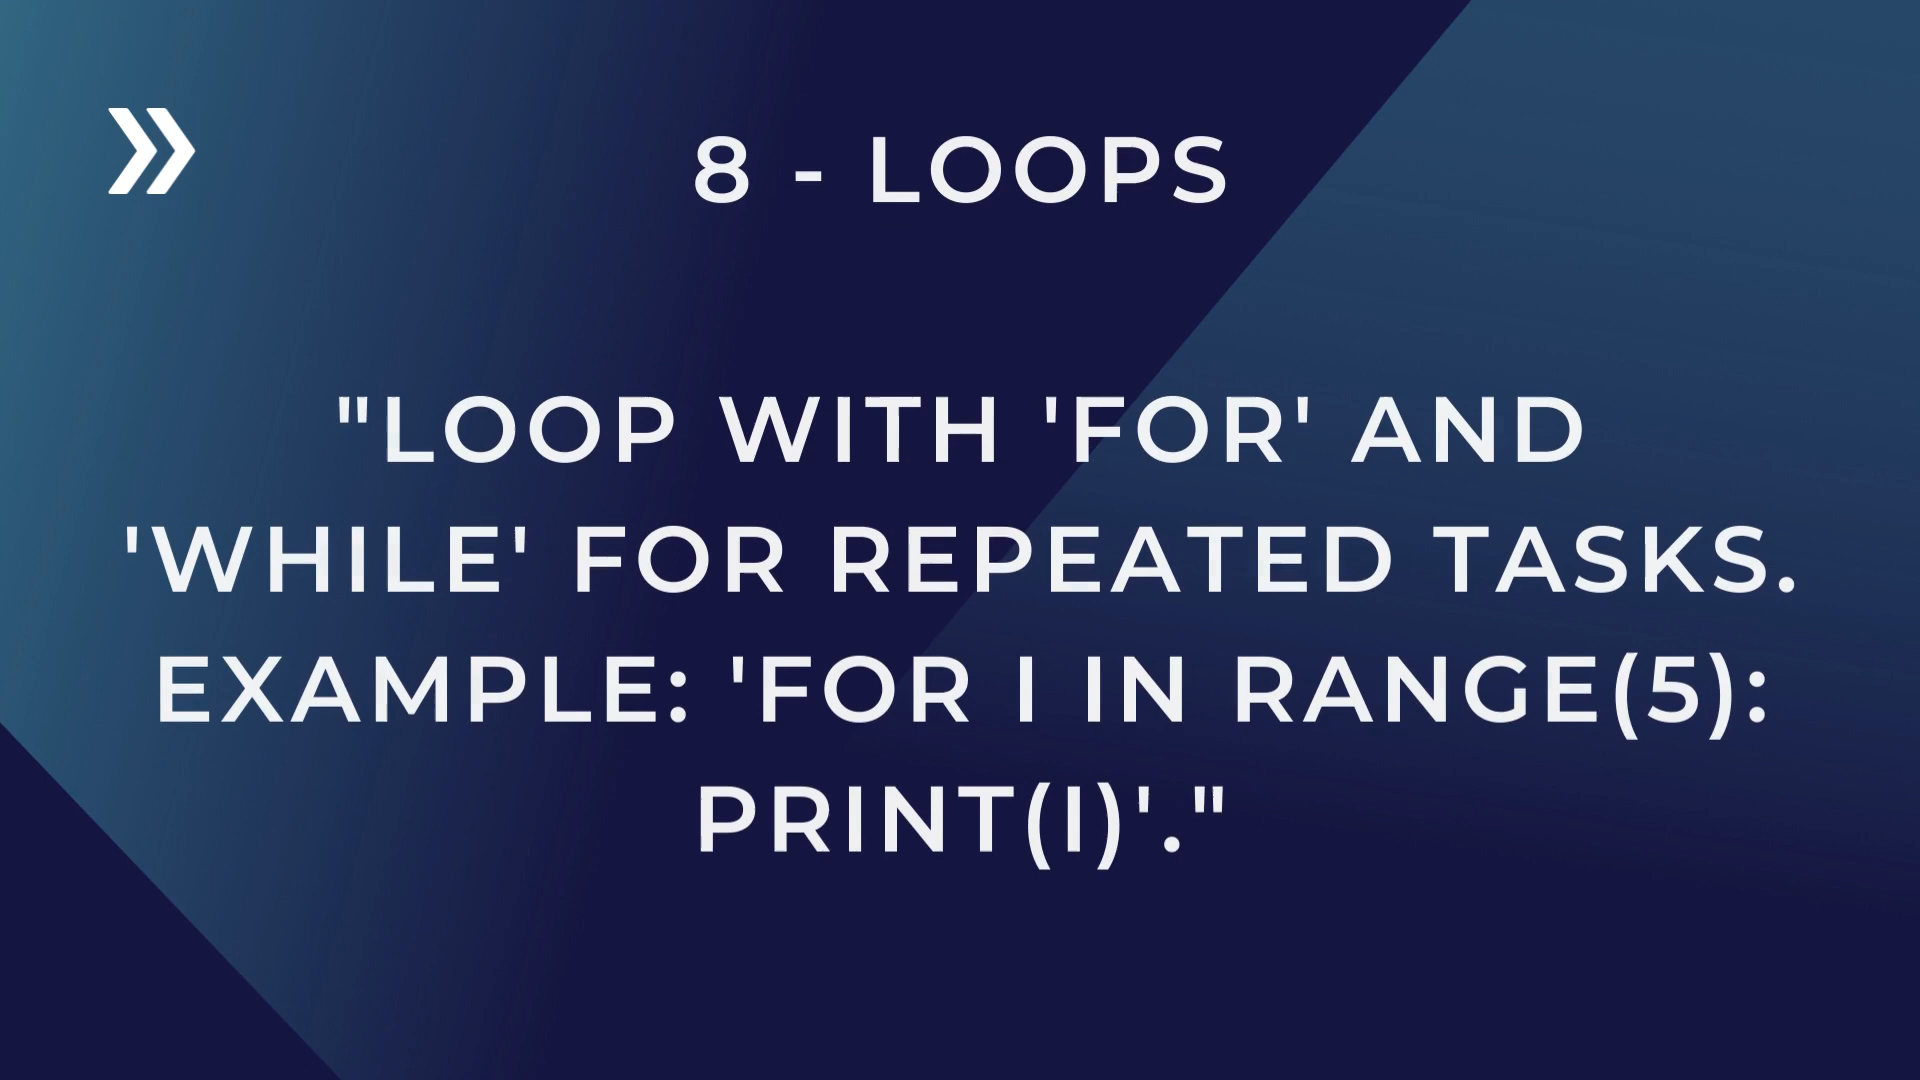 8 - LOOPS
"LOOP WITH 'FOR' AND
'WHILE' FOR REPEATED TASKS.
EXAMPLE: 'FOR I IN RANGE(5):
PRINT(I)'."